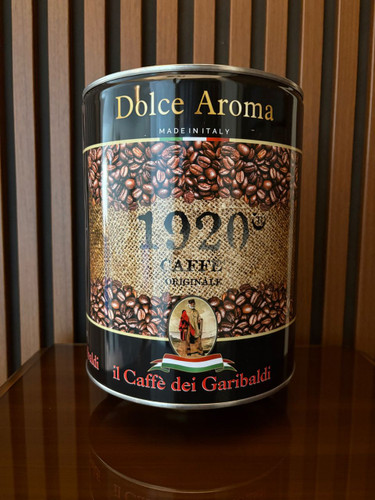 Dolce Aroma
MADE IN ITALY
1920
CAFFÈ
ORIGINALE
il Caffè dei Garibaldi